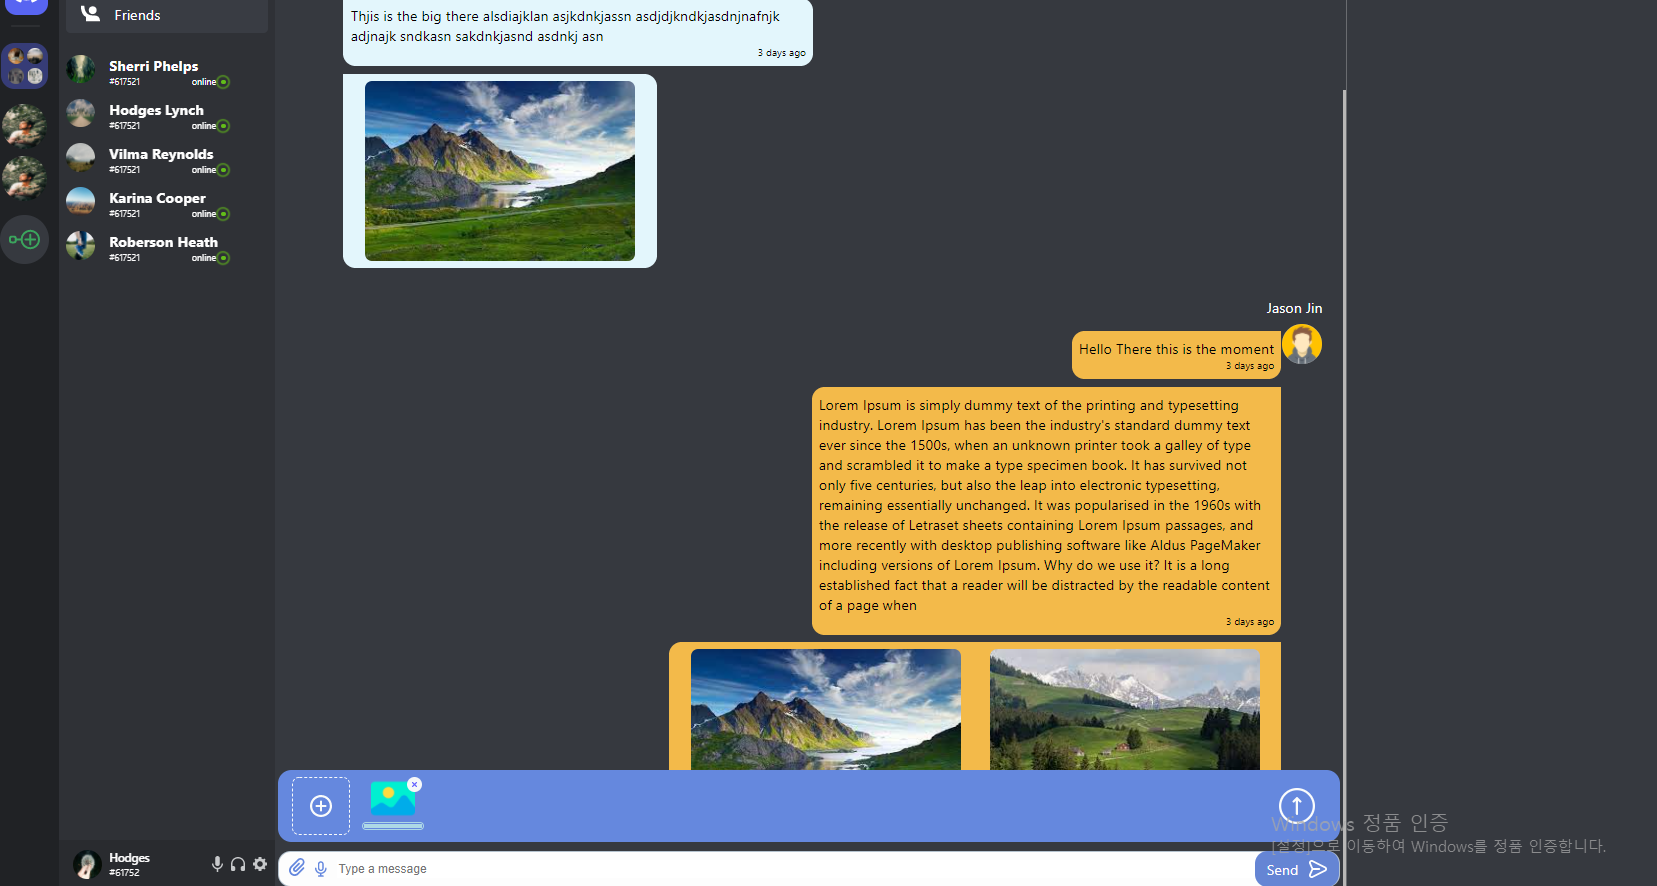 Friends
Sherri Phelps
#617521
online
Hodges Lynch
#617521
online
Vilma Reynolds
#617521
online
Karina Cooper
#617521
online
Roberson Heath
#617521
online
Hodges
#61752
Thjis is the big there alsdiajklan asjkdnkjassn asdjdjkndkjasdnjnafnjk
adjnajk sndkasn sakdnkjasnd asdnkj asn
3 days ago
Jason Jin
Hello There this is the moment
3 days ago
Lorem Ipsum is simply dummy text of the printing and typesetting
industry. Lorem Ipsum has been the industry's standard dummy text
ever since the 1500s, when an unknown printer took a galley of type
and scrambled it to make a type specimen book. It has survived not
only five centuries, but also the leap into electronic typesetting,
remaining essentially unchanged. It was popularised in the 1960s with
the release of Letraset sheets containing Lorem Ipsum passages, and
more recently with desktop publishing software like Aldus PageMaker
including versions of Lorem Ipsum. Why do we use it? It is a long
established fact that a reader will be distracted by the readable content
of a page when
3 days ago
Type a message
Send
Windows 정품 인증
[설정]으로 이동하여 Windows를 정품 인증합니다.